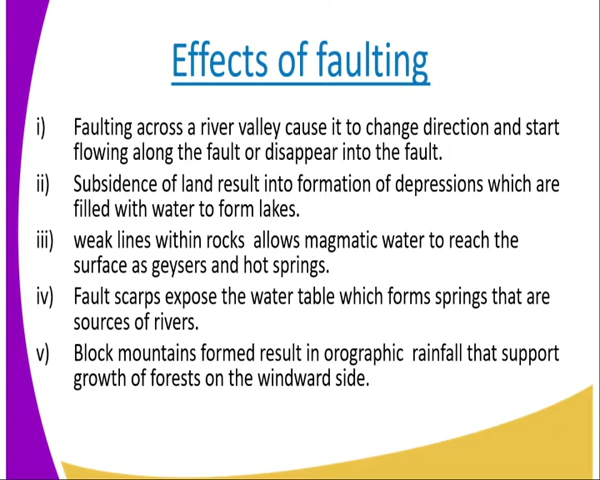 Effects of faulting
i) Faulting across a river valley cause it to change direction and start
flowing along the fault or disappear into the fault.
ii) Subsidence of land result into formation of depressions which are
filled with water to form lakes.
iii) weak lines within rocks allows magmatic water to reach the
surface as geysers and hot springs.
iv) Fault scarps expose the water table which forms springs that are
sources of rivers.
v) Block mountains formed result in orographic rainfall that support
growth of forests on the windward side.